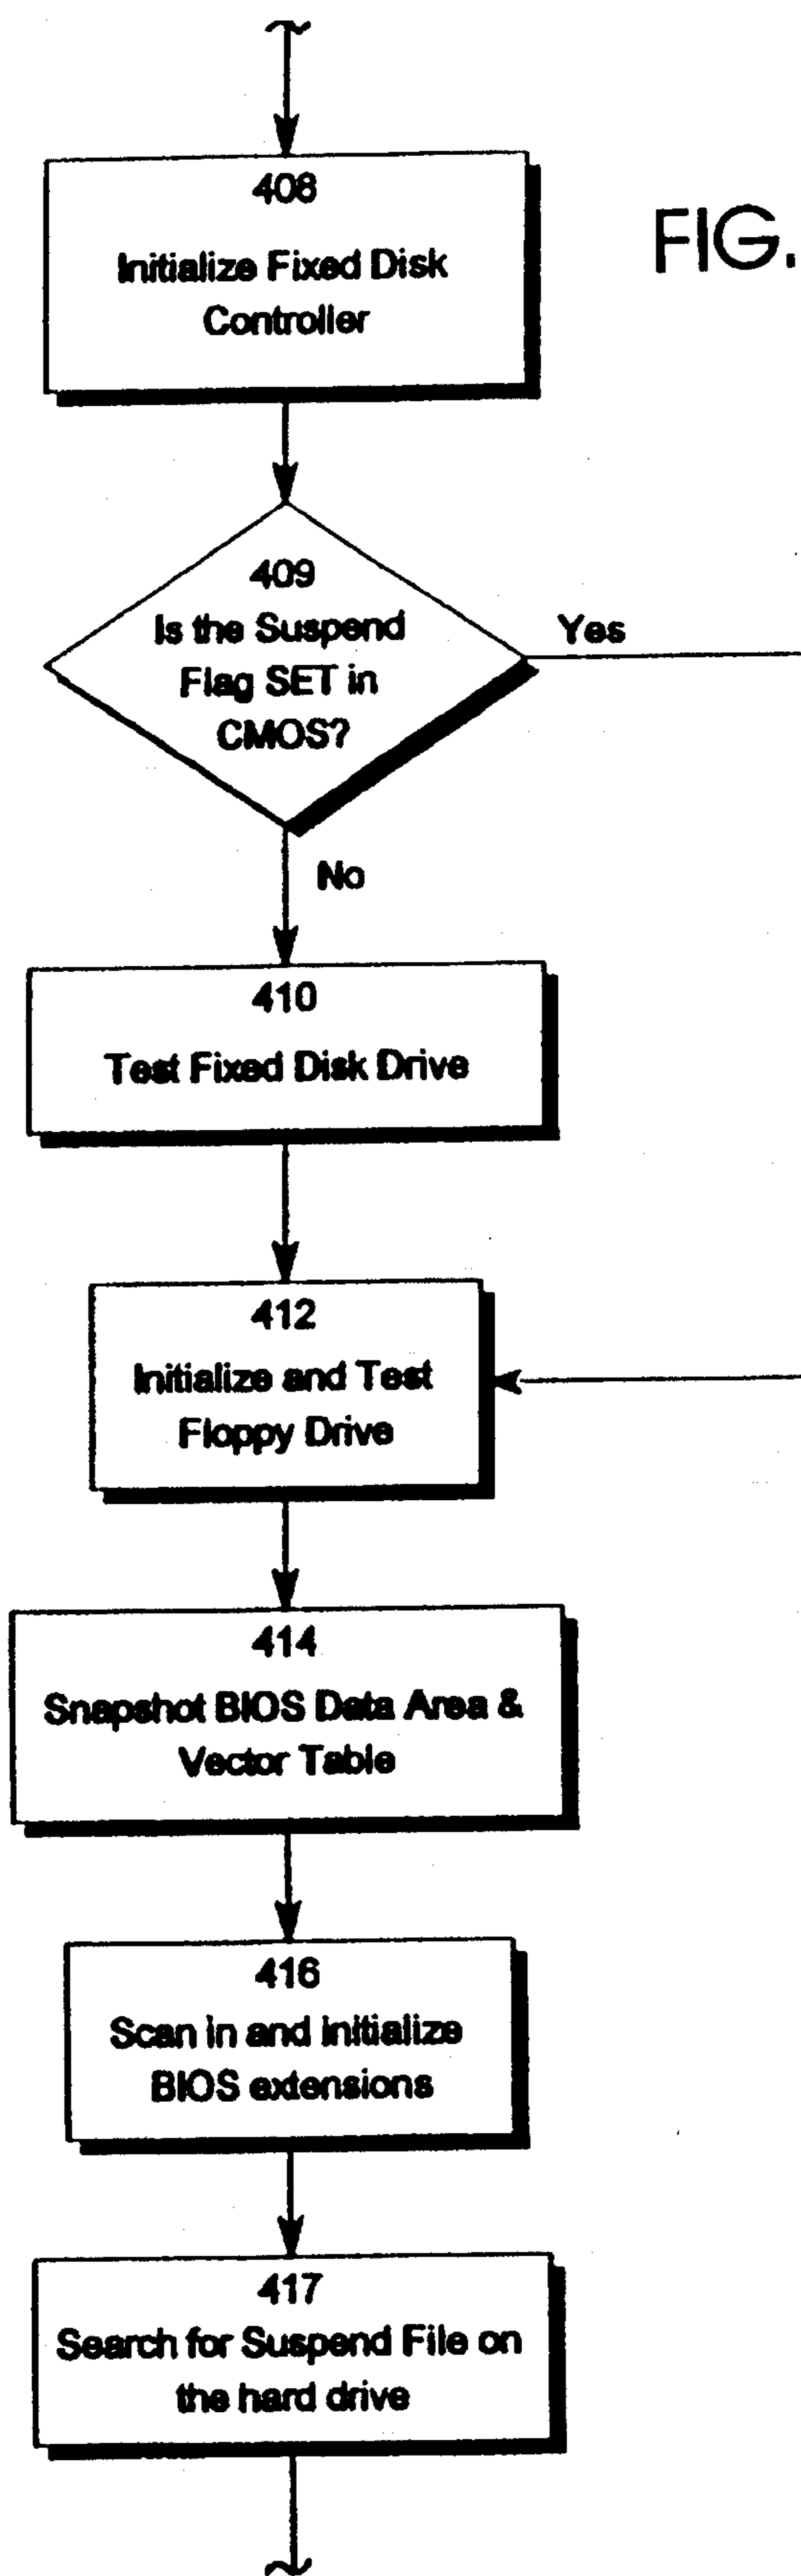 408
Initialize Fixed Disk
Controller
FIG.
409
Is the Suspend
Flag SET in
CMOS?
Yes
No
410
Test Fixed Disk Drive
412
Initialize and Test
Floppy Drive
414
Snapshot BIOS Data Area &
Vector Table
416
Scan in and initialize
BIOS extensions
417
Search for Suspend File on
the hard drive